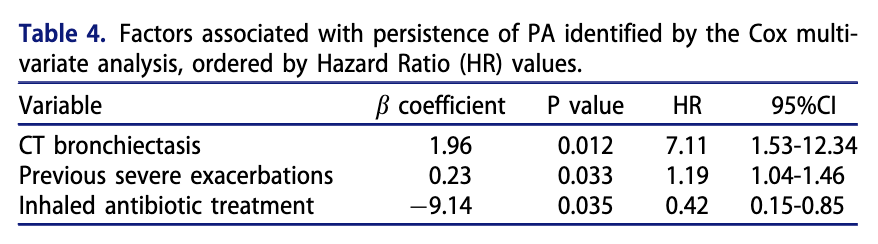 Table 4. Factors associated with persistence of PA identified by the Cox multi-
variate analysis, ordered by Hazard Ratio (HR) values.
Variable β coefficient P value HR 95%CI
CT bronchiectasis 1.96 0.012 7.11 1.53-12.34
Previous severe exacerbations 0.23 0.033 1.19 1.04-1.46
Inhaled antibiotic treatment −9.14 0.035 0.42 0.15-0.85